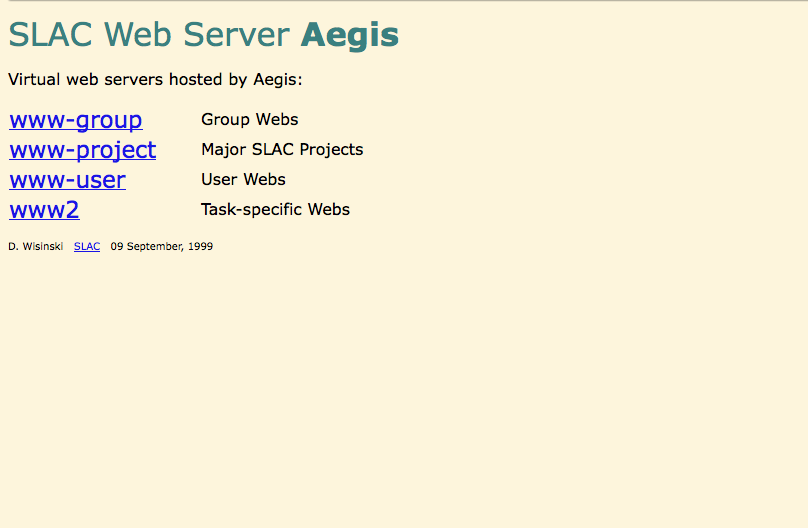 SLAC Web Server Aegis
Virtual web servers hosted by Aegis:
www-group Group Webs
www-project Major SLAC Projects
www-user User Webs
www2 Task-specific Webs
D. Wisinski SLAC 09 September, 1999